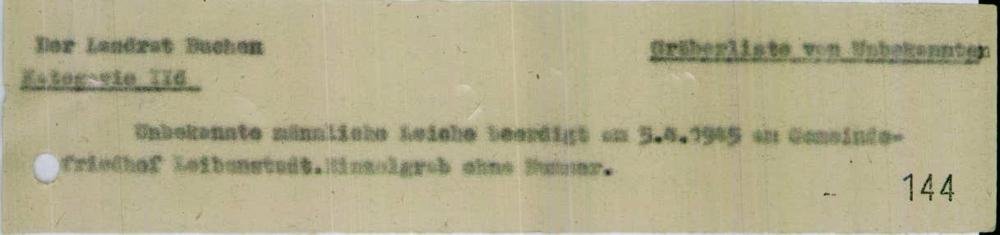 Der Landrat Buchen
Gräberliste von Unbekannten
Kategorie IId
Unbekannte männliche Leiche beerdigt am 5.4.1945 am Gemeinde-
friedhof Leibenstadt. Einzelgrab ohne Nummer.
144